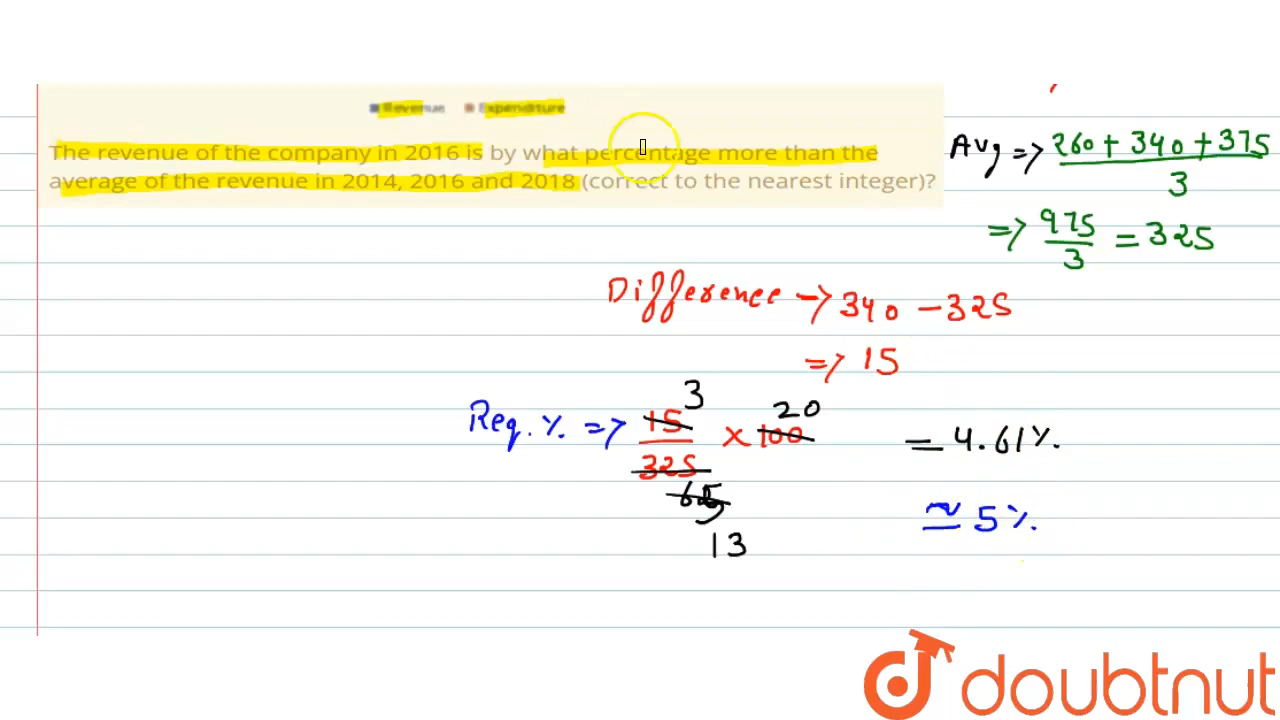 Revenue Expenditure
The revenue of the company in 2016 is by what percentage more than the
average of the revenue in 2014, 2016 and 2018 (correct to the nearest integer)?
Avg => 260 + 340 + 375
3
=> 975/3 = 325
Difference -> 340 - 325
=> 15
3 20
Req. % => 15/325 × 100 = 4.61%.
65
≈ 5%
13
doubtnut